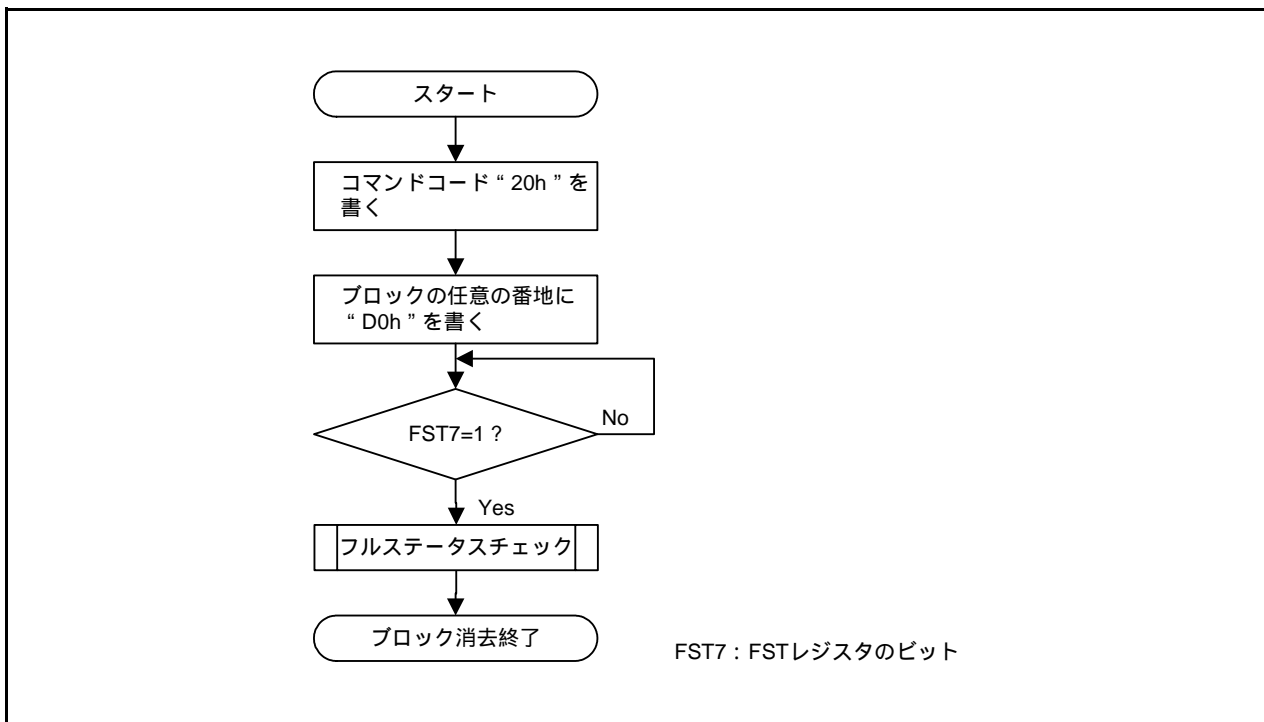 スタート
コマンドコード“20h”を
書く
ブロックの任意の番地に
“D0h”を書く
FST7=1 ?
No
Yes
フルステータスチェック
ブロック消去終了
FST7：FSTレジスタのビット